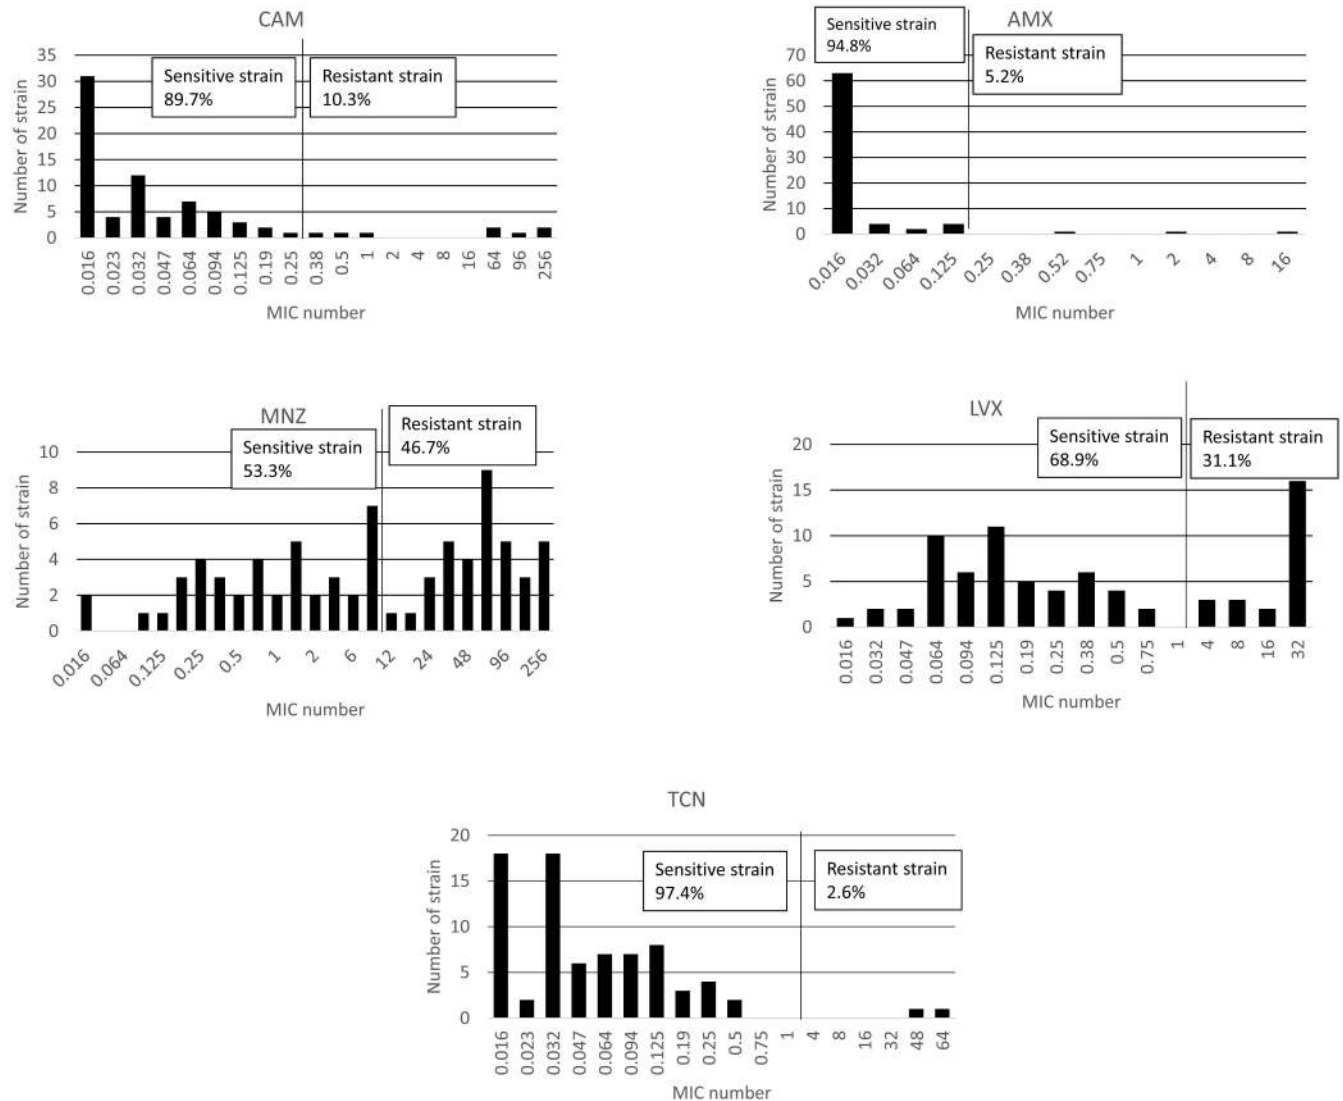 CAM
Number of strain
35
30
25
20
15
10
5
0
Sensitive strain
89.7%
Resistant strain
10.3%
0.016 0.023 0.032 0.047 0.064 0.094 0.125 0.19 0.25 0.38 0.5 1 2 4 8 16 64 96 256
MIC number
AMX
Number of strain
70
60
50
40
30
20
10
0
Sensitive strain
94.8%
Resistant strain
5.2%
0.016 0.032 0.064 0.125 0.25 0.38 0.52 0.75 1 2 4 8 16
MIC number
MNZ
Number of strain
10
8
6
4
2
0
Sensitive strain
53.3%
Resistant strain
46.7%
0.016 0.064 0.125 0.25 0.5 1 2 6 12 24 48 96 256
MIC number
LVX
Number of strain
20
15
10
5
0
Sensitive strain
68.9%
Resistant strain
31.1%
0.016 0.032 0.047 0.064 0.094 0.125 0.19 0.25 0.38 0.5 0.75 1 4 8 16 32
MIC number
TCN
Number of strain
20
15
10
5
0
Sensitive strain
97.4%
Resistant strain
2.6%
0.016 0.023 0.032 0.047 0.064 0.094 0.125 0.19 0.25 0.5 0.75 1 4 8 16 32 48 64
MIC number